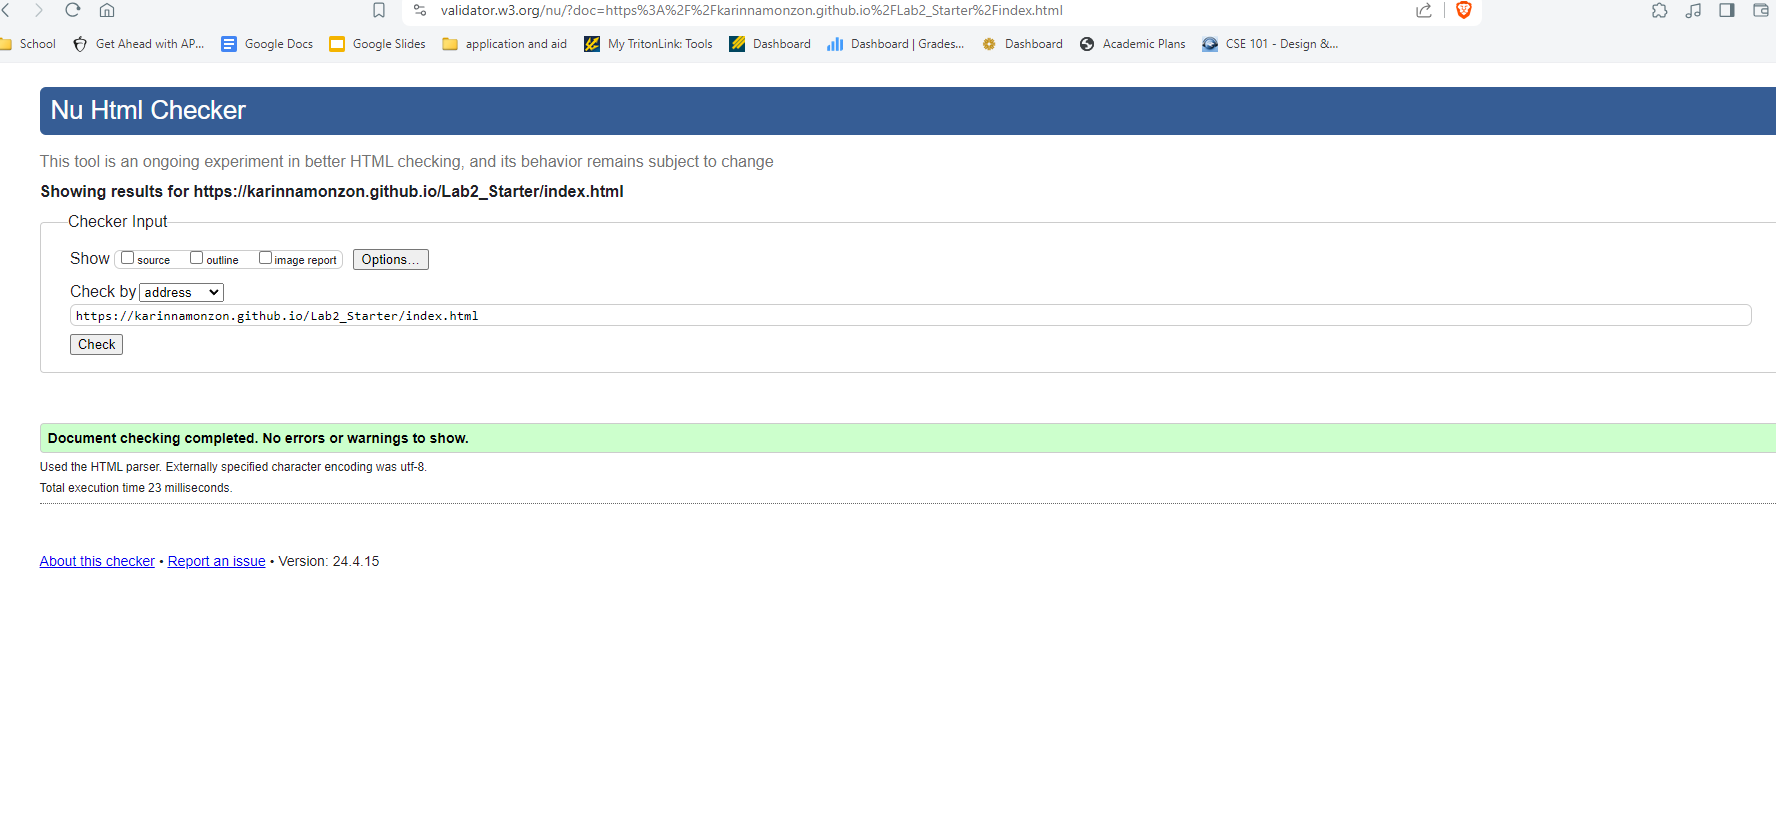 validator.w3.org/nu/?doc=https%3A%2F%2Fkarinnamonzon.github.io%2FLab2_Starter%2Findex.html
School Get Ahead with AP... Google Docs Google Slides application and aid My TritonLink: Tools Dashboard Dashboard | Grades... Dashboard Academic Plans CSE 101 - Design &...
Nu Html Checker
This tool is an ongoing experiment in better HTML checking, and its behavior remains subject to change
Showing results for https://karinnamonzon.github.io/Lab2_Starter/index.html
Checker Input
Show source outline image report Options...
Check by address
https://karinnamonzon.github.io/Lab2_Starter/index.html
Check
Document checking completed. No errors or warnings to show.
Used the HTML parser. Externally specified character encoding was utf-8.
Total execution time 23 milliseconds.
About this checker • Report an issue • Version: 24.4.15